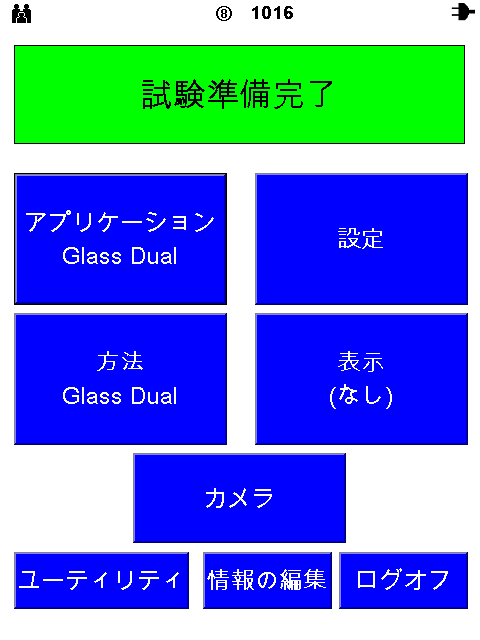 ⑧ 1016
試験準備完了
アプリケーション
Glass Dual
設定
方法
Glass Dual
表示
(なし)
カメラ
ユーティリティ
情報の編集
ログオフ